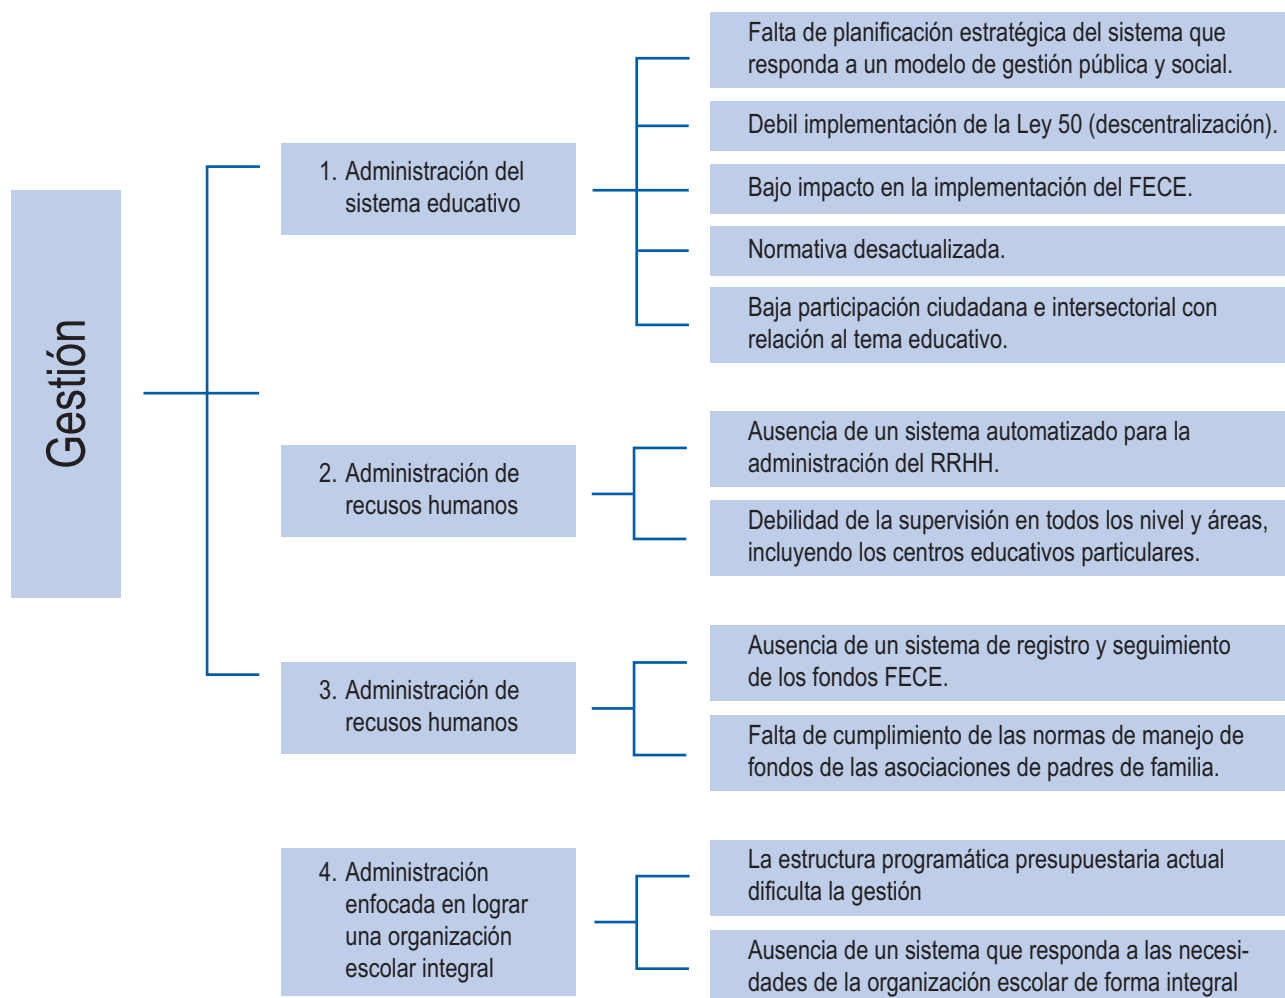 Gestión
1. Administración del
sistema educativo
Falta de planificación estratégica del sistema que
responda a un modelo de gestión pública y social.
Debil implementación de la Ley 50 (descentralización).
Bajo impacto en la implementación del FECE.
Normativa desactualizada.
Baja participación ciudadana e intersectorial con
relación al tema educativo.
2. Administración de
recusos humanos
Ausencia de un sistema automatizado para la
administración del RRHH.
Debilidad de la supervisión en todos los nivel y áreas,
incluyendo los centros educativos particulares.
3. Administración de
recusos humanos
Ausencia de un sistema de registro y seguimiento
de los fondos FECE.
Falta de cumplimiento de las normas de manejo de
fondos de las asociaciones de padres de familia.
4. Administración
enfocada en lograr
una organización
escolar integral
La estructura programática presupuestaria actual
dificulta la gestión
Ausencia de un sistema que responda a las necesi-
dades de la organización escolar de forma integral